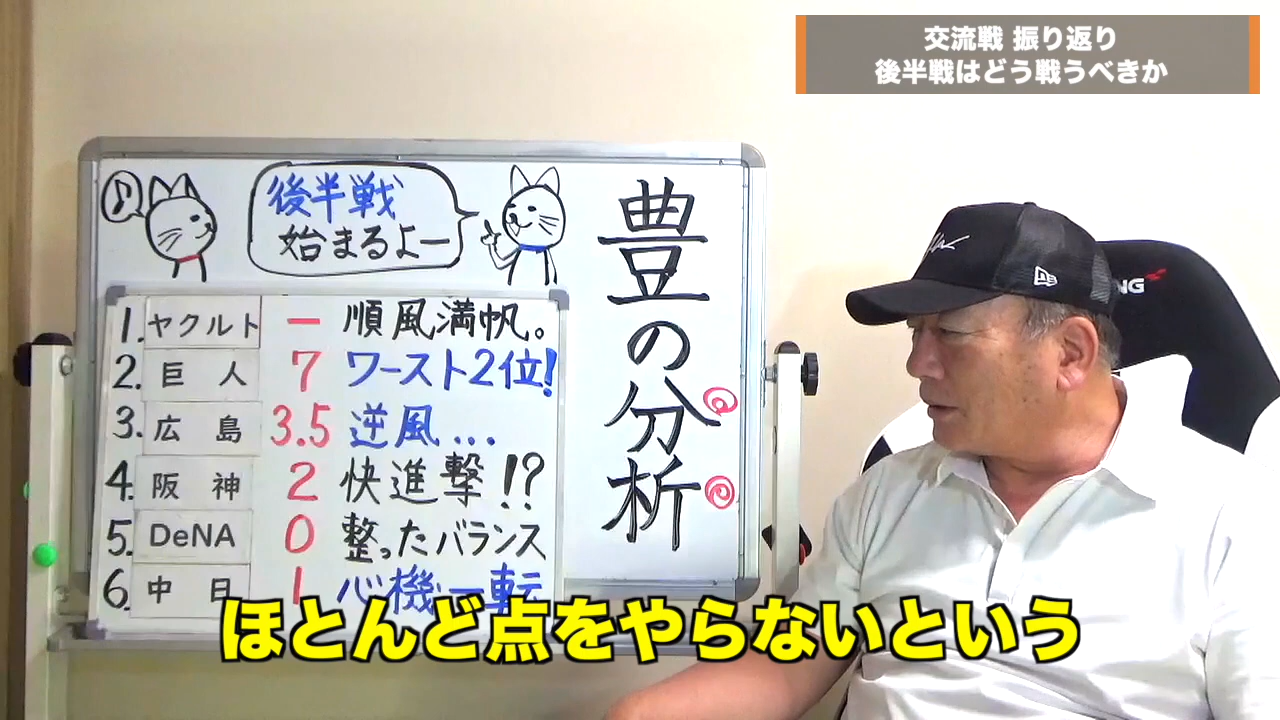 交流戦 振り返り
後半戦はどう戦うべきか
後半戦
始まるよー
豊の分析
1. ヤクルト ー 順風満帆。
2. 巨人 7 ワースト2位!
3. 広島 3.5 逆風...
4. 阪神 2 快進撃!?
5. DeNA 0 整ったバランス
6. 中日 1 心機一転
ほとんど点をやらないという